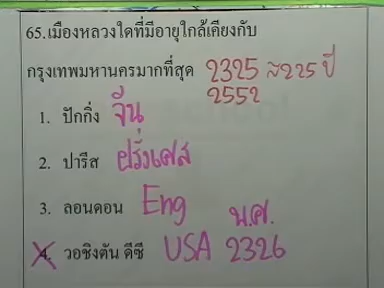 65.เมืองหลวงใดที่มีอายุใกล้เคียงกับ
กรุงเทพมหานครมากที่สุด 2325 225 ปี
2552
1. ปักกิ่ง จีน
2. ปารีส ฝรั่งเศส
3. ลอนดอน Eng
พ.ศ.
4. วอชิงตัน ดีซี USA 2326